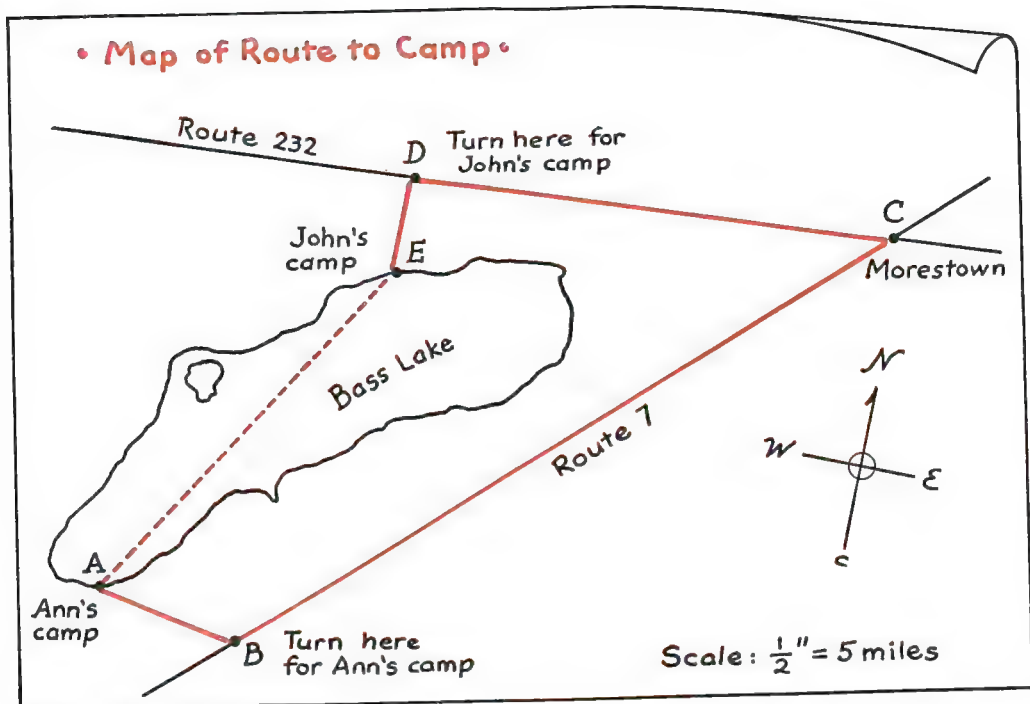 • Map of Route to Camp •
Route 232
D
Turn here for
John's camp
C
Morestown
John's
camp
E
Bass Lake
Route 7
N
W
E
A
Ann's
camp
B
Turn here
for Ann's camp
Scale: 1/2" = 5 miles